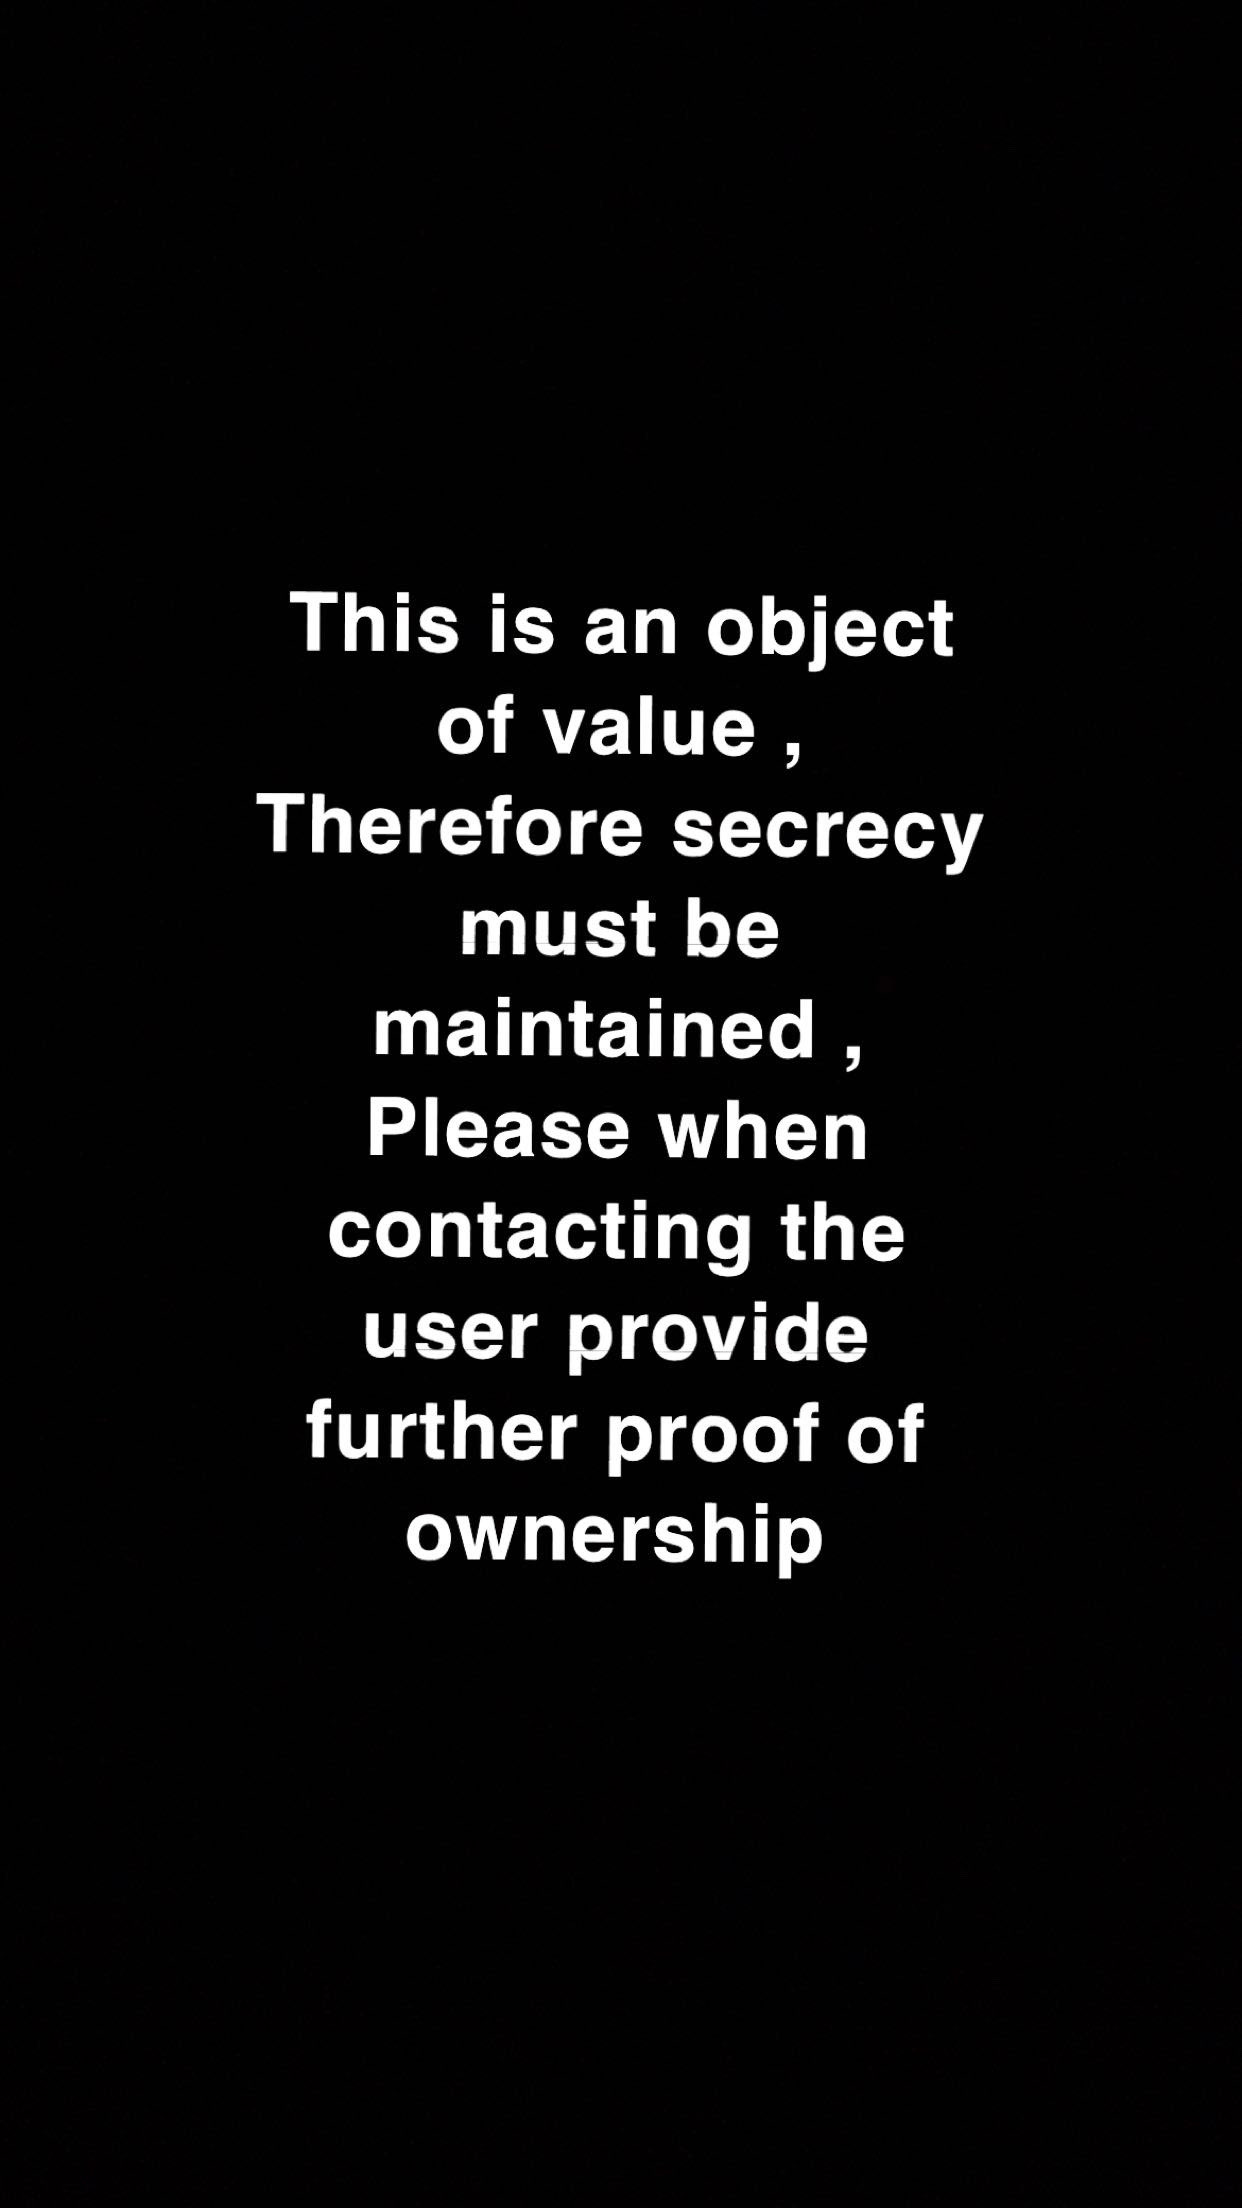 This is an object
of value ,
Therefore secrecy
must be
maintained ,
Please when
contacting the
user provide
further proof of
ownership